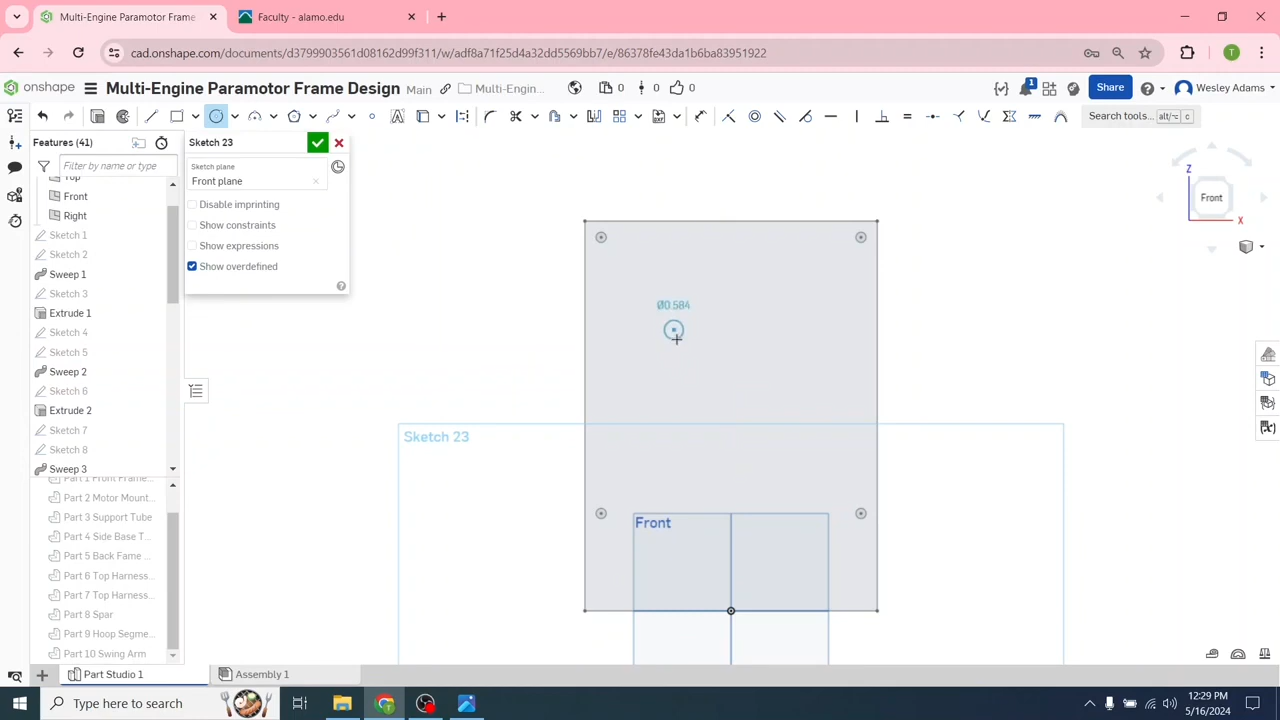 Multi-Engine Paramotor Frame D
Faculty - alamo.edu
cad.onshape.com/documents/d3799903561d08162d99f311/w/adf8a71f25d4a32dd5569bb7/e/86378fe43da1b6ba83951922
T
onshape
Multi-Engine Paramotor Frame Design
Main
Multi-Engin...
0
0
0
1
Share
Wesley Adams
Search tools...
alt/⌥
c
Features (41)
Filter by name or type
Top
Front
Right
Sketch 1
Sketch 2
Sweep 1
Sketch 3
Extrude 1
Sketch 4
Sketch 5
Sweep 2
Sketch 6
Extrude 2
Sketch 7
Sketch 8
Sweep 3
Part 1 Front Frame...
Part 2 Motor Mount...
Part 3 Support Tube
Part 4 Side Base T...
Part 5 Back Fame ...
Part 6 Top Harness...
Part 7 Top Harness...
Part 8 Spar
Part 9 Hoop Segme...
Part 10 Swing Arm
Sketch 23
Sketch plane
Front plane
Disable imprinting
Show constraints
Show expressions
Show overdefined
Ø0.584
Sketch 23
Front
Z
Front
X
Part Studio 1
Assembly 1
Type here to search
12:29 PM
5/16/2024